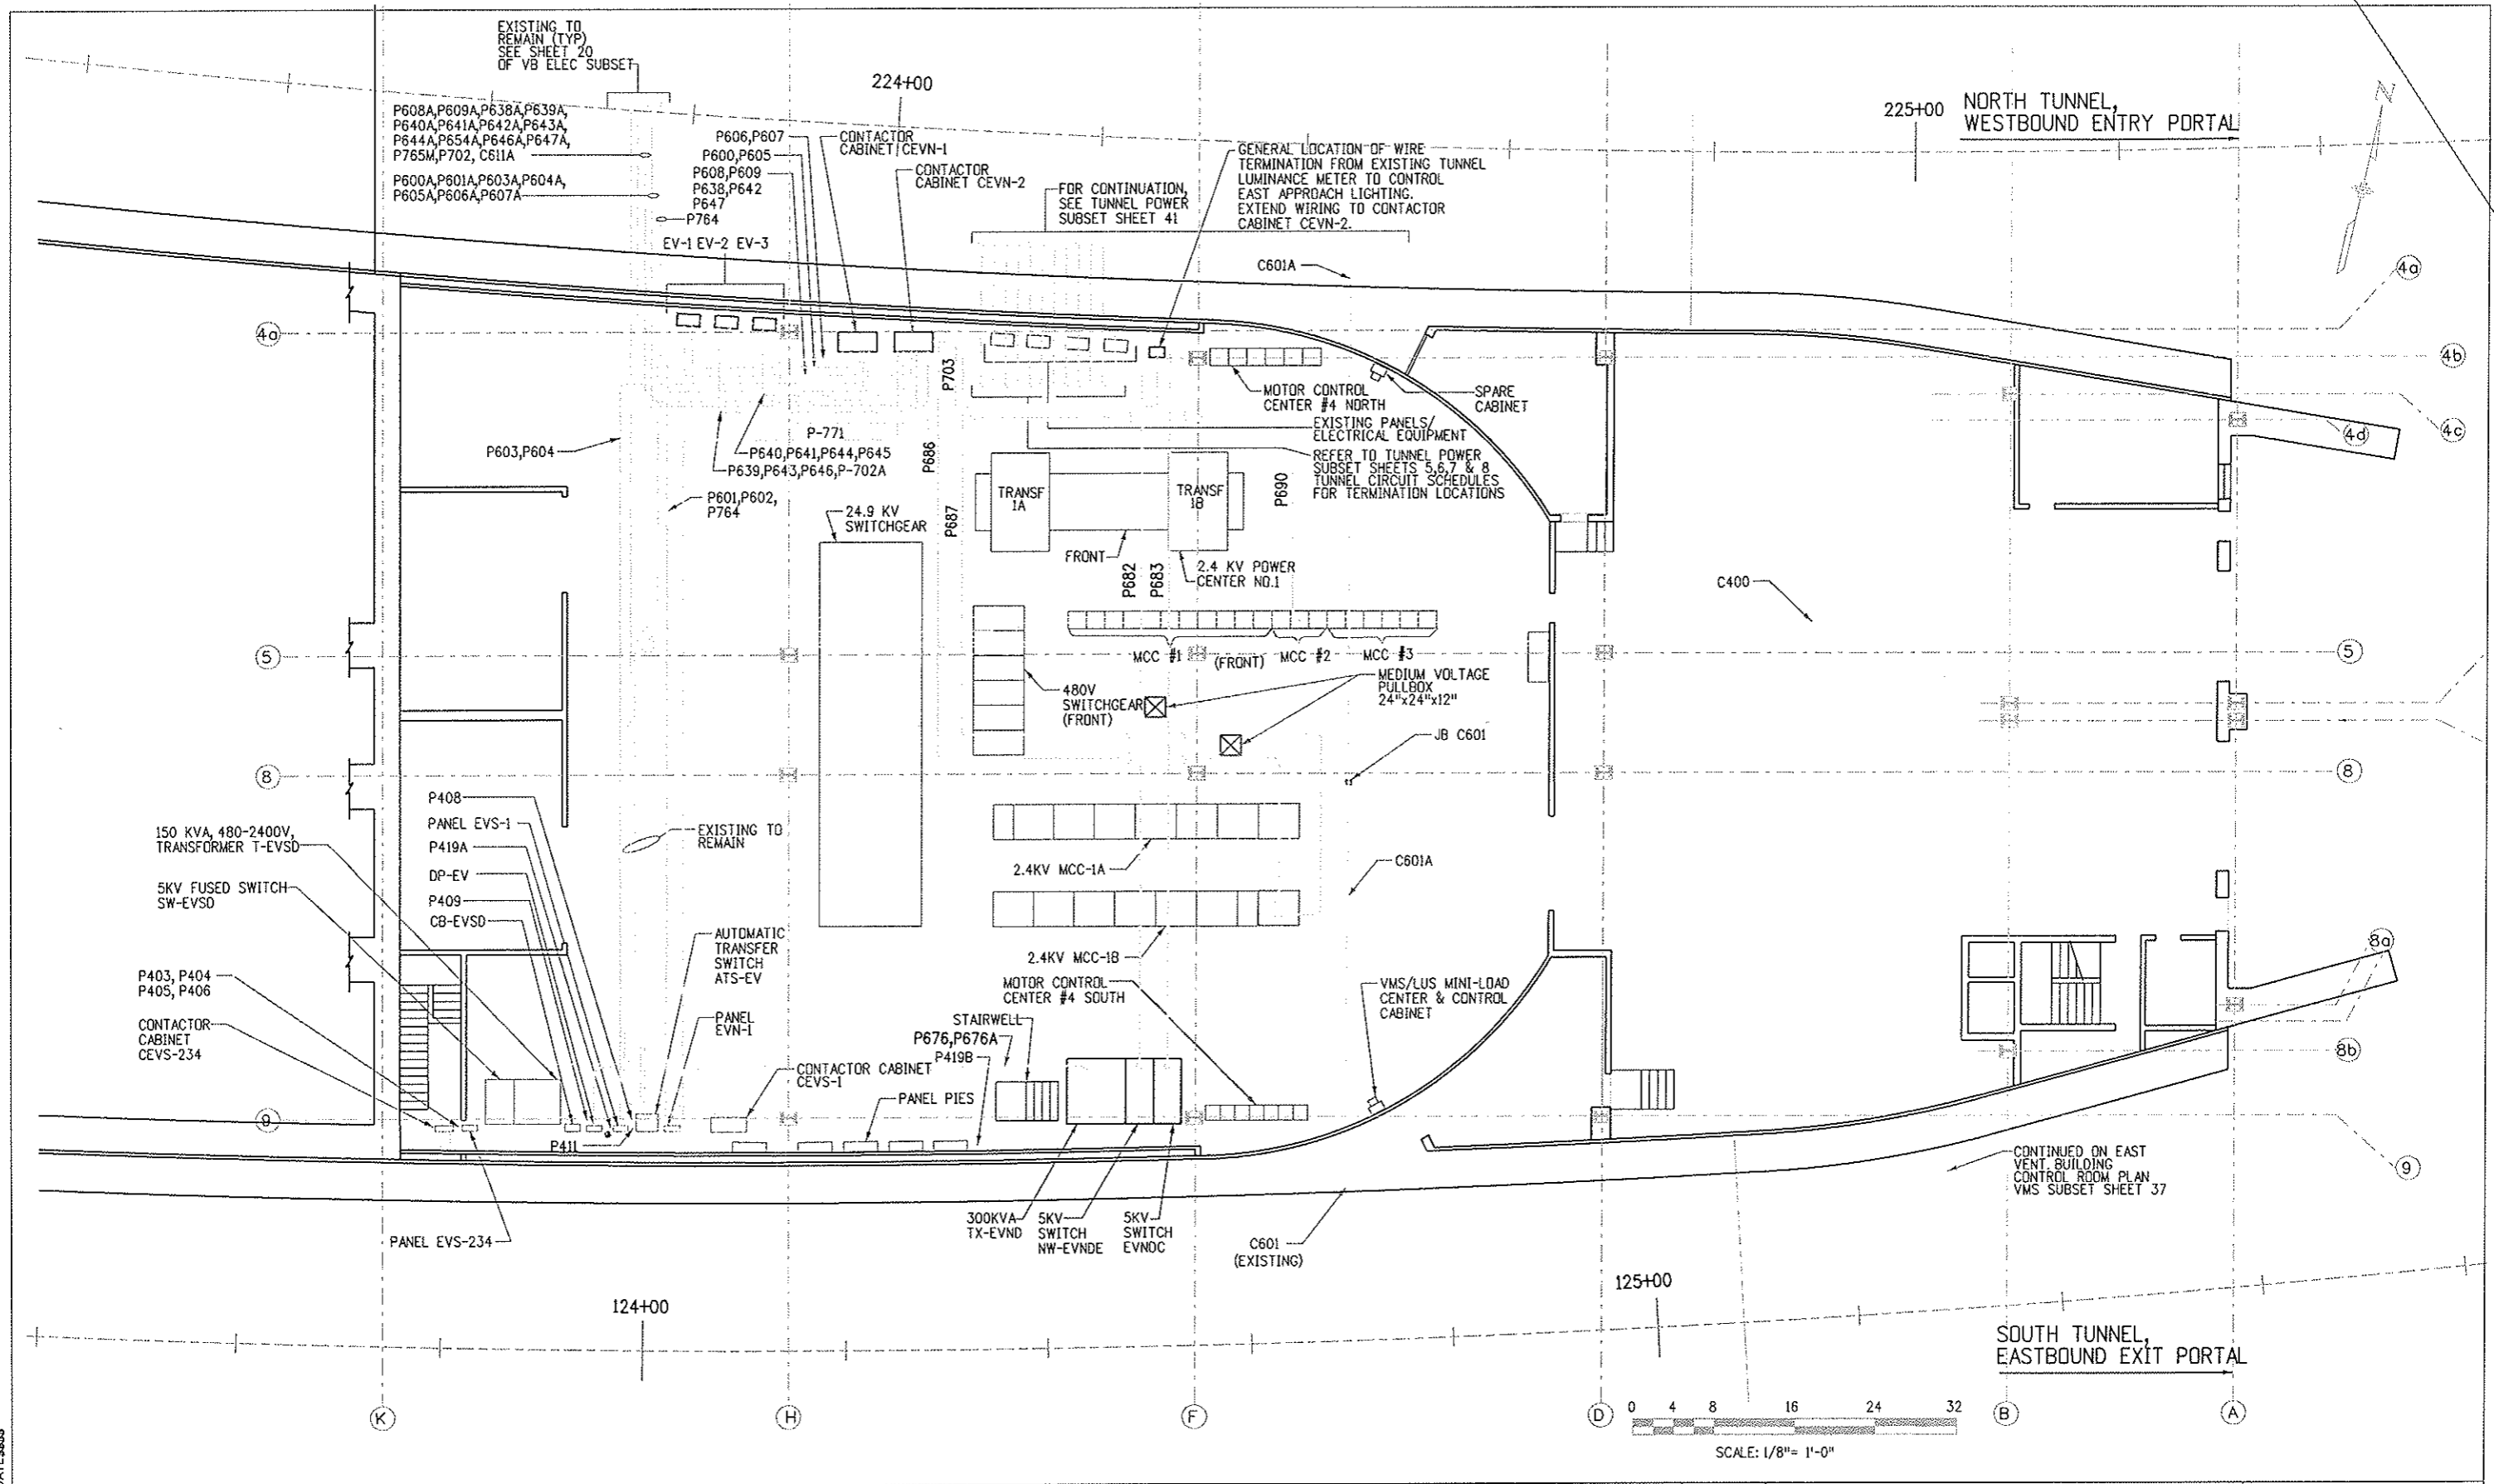 EXISTING TO
REMAIN (TYP)
SEE SHEET 20
OF VB ELEC SUBSET
224+00
225+00
NORTH TUNNEL,
WESTBOUND ENTRY PORTAL
N
P608A,P609A,P638A,P639A,
P640A,P641A,P642A,P643A,
P644A,P654A,P646A,P647A,
P765M,P702, C611A
P600A,P601A,P603A,P604A,
P605A,P606A,P607A
P764
P606,P607
P600,P605
P608,P609
P638,P642
P647
CONTACTOR
CABINET CEVN-1
CONTACTOR
CABINET CEVN-2
FOR CONTINUATION,
SEE TUNNEL POWER
SUBSET SHEET 41
GENERAL LOCATION OF WIRE
TERMINATION FROM EXISTING TUNNEL
LUMINANCE METER TO CONTROL
EAST APPROACH LIGHTING.
EXTEND WIRING TO CONTACTOR
CABINET CEVN-2.
EV-1 EV-2 EV-3
C601A
4a
4a
4b
4c
4d
P703
MOTOR CONTROL
CENTER #4 NORTH
SPARE
CABINET
EXISTING PANELS/
ELECTRICAL EQUIPMENT
REFER TO TUNNEL POWER
SUBSET SHEETS 5,6,7 & 8
TUNNEL CIRCUIT SCHEDULES
FOR TERMINATION LOCATIONS
P-771
P640,P641,P644,P645
P639,P643,P646,P-702A
P603,P604
P686
P601,P602,
P764
24.9 KV
SWITCHGEAR
P687
TRANSF
1A
TRANSF
1B
P690
FRONT
P682
P683
2.4 KV POWER
CENTER NO.1
C400
5
MCC #1
(FRONT)
MCC #2
MCC #3
5
480V
SWITCHGEAR
(FRONT)
MEDIUM VOLTAGE
PULLBOX
24"x24"x12"
JB C601
8
8
P408
PANEL EVS-1
P419A
DP-EV
P409
CB-EVSD
150 KVA, 480-2400V,
TRANSFORMER T-EVSD
5KV FUSED SWITCH
SW-EVSD
EXISTING TO
REMAIN
2.4KV MCC-1A
C601A
2.4KV MCC-1B
AUTOMATIC
TRANSFER
SWITCH
ATS-EV
PANEL
EVN-1
P403, P404
P405, P406
CONTACTOR
CABINET
CEVS-234
MOTOR CONTROL
CENTER #4 SOUTH
STAIRWELL
P676,P676A
P419B
VMS/LUS MINI-LOAD
CENTER & CONTROL
CABINET
8a
8b
CONTACTOR CABINET
CEVS-1
PANEL PIES
9
P411
9
CONTINUED ON EAST
VENT. BUILDING
CONTROL ROOM PLAN
VMS SUBSET SHEET 37
PANEL EVS-234
300KVA
TX-EVND
5KV
SWITCH
NW-EVNDE
5KV
SWITCH
EVNDC
C601
(EXISTING)
124+00
125+00
SOUTH TUNNEL,
EASTBOUND EXIT PORTAL
K
H
F
D
B
A
0 4 8 16 24 32
SCALE: 1/8"= 1'-0"